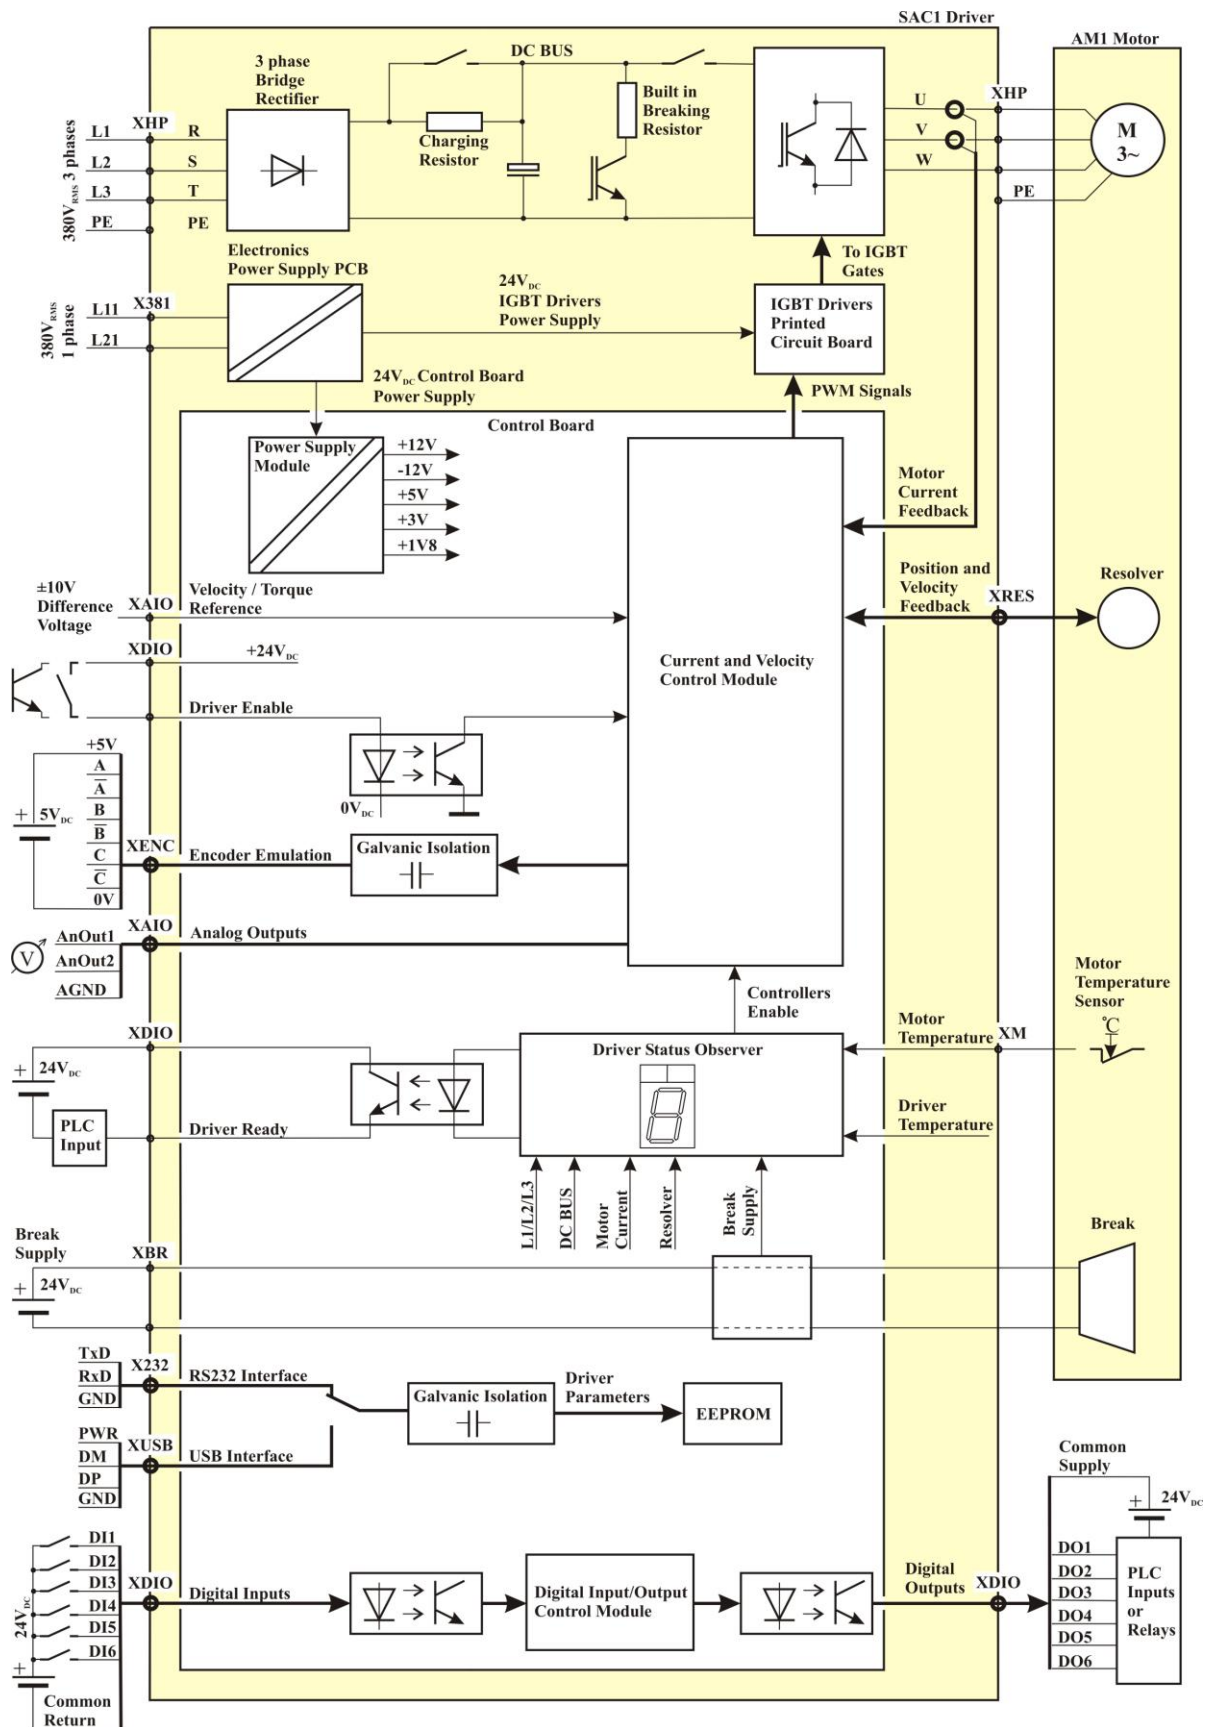 SAC1 Driver
AM1 Motor
3 phase
Bridge
Rectifier
DC BUS
Built in
Breaking
Resistor
Charging
Resistor
XHP
L1
L2
L3
PE
R
S
T
PE
380VRMS 3 phases
U
V
W
XHP
PE
M
3~
Electronics
Power Supply PCB
X381
L11
L21
380VRMS
1 phase
24VDC
IGBT Drivers
Power Supply
To IGBT
Gates
IGBT Drivers
Printed
Circuit Board
24VDC Control Board
Power Supply
PWM Signals
Control Board
Power Supply
Module
+12V
-12V
+5V
+3V
+1V8
Motor
Current
Feedback
±10V
Difference
Voltage
XAIO
Velocity / Torque
Reference
Position and
Velocity
Feedback
XRES
Resolver
XDIO
+24VDC
Current and Velocity
Control Module
Driver Enable
0VDC
+5V
A
A̅
B
B̅
C
C̅
0V
+
5VDC
XENC
Encoder Emulation
Galvanic Isolation
XAIO
Analog Outputs
V
AnOut1
AnOut2
AGND
Controllers
Enable
Motor
Temperature
Sensor
℃
XDIO
Motor
Temperature
XM
Driver Status Observer
+
24VDC
PLC
Input
Driver Ready
Driver
Temperature
L1/L2/L3
DC BUS
Motor
Current
Resolver
Break
Supply
Break
Supply
XBR
+
24VDC
Break
TxD
RxD
GND
X232
RS232 Interface
Galvanic Isolation
Driver
Parameters
EEPROM
PWR
DM
DP
GND
XUSB
USB Interface
Common
Supply
+
24VDC
DI1
DI2
DI3
DI4
DI5
DI6
24VDC
+
Common
Return
XDIO
Digital Inputs
Digital Input/Output
Control Module
Digital
Outputs
XDIO
DO1
DO2
DO3
DO4
DO5
DO6
PLC
Inputs
or
Relays